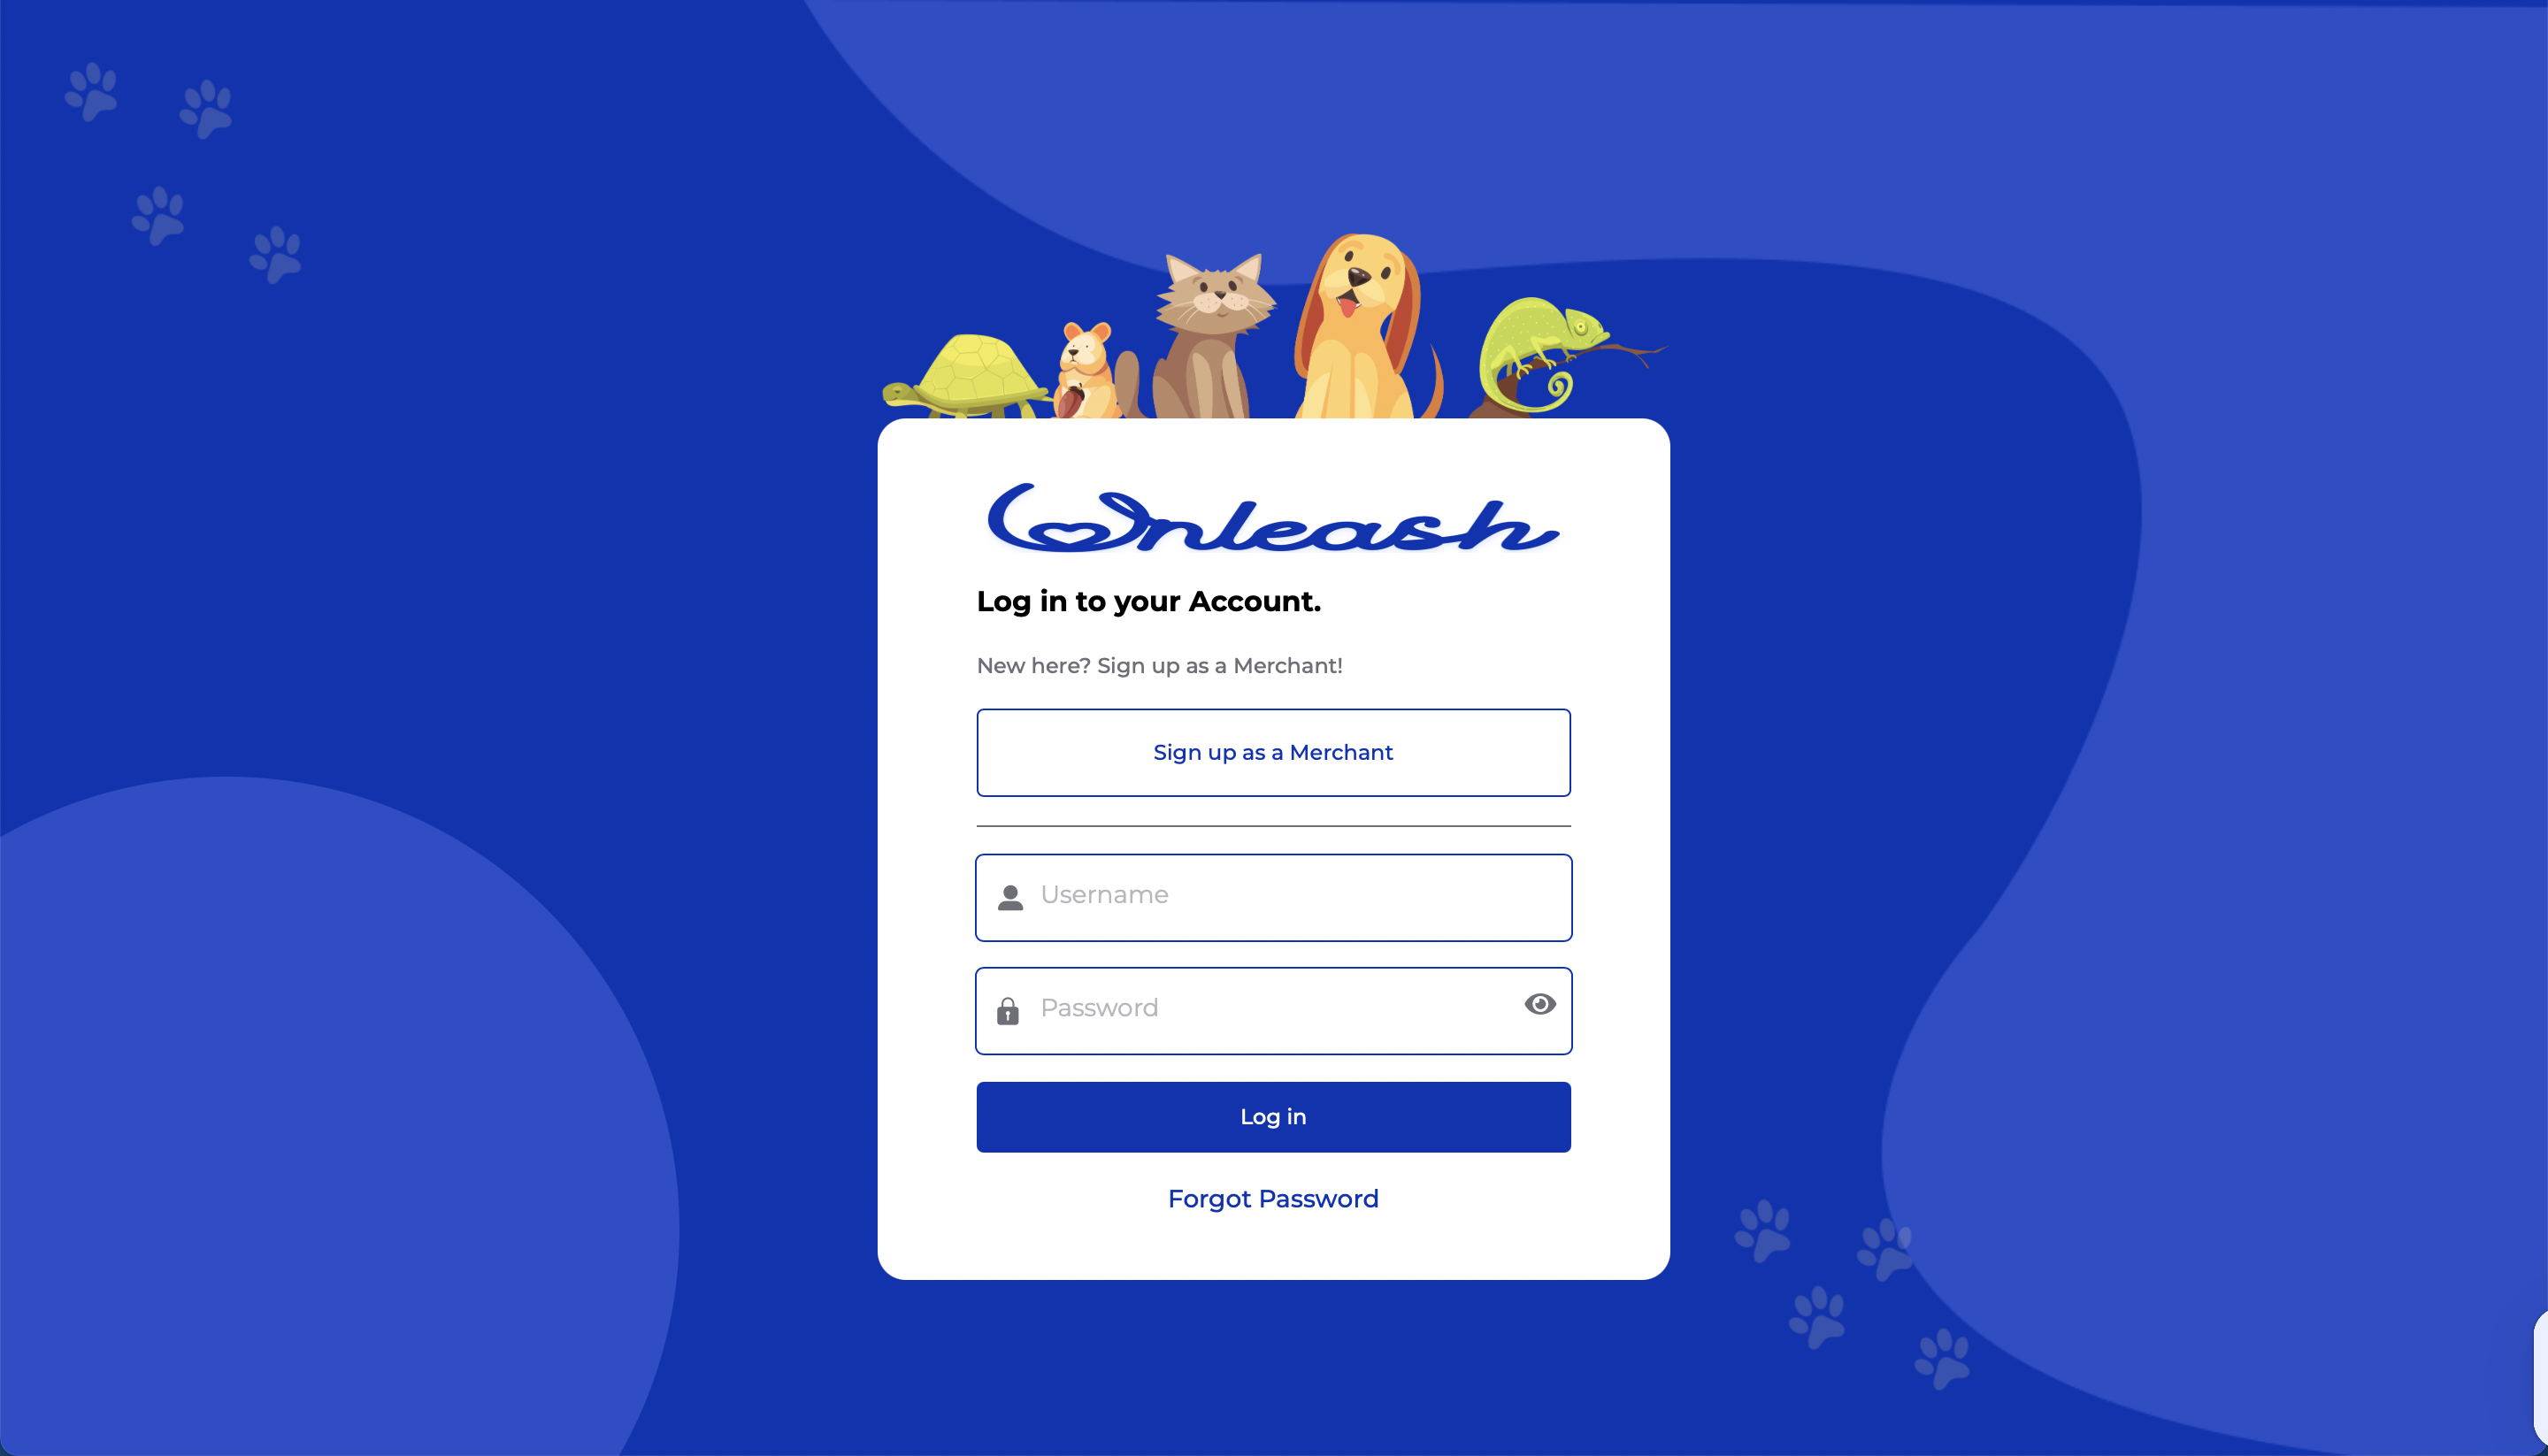 Unleash
Log in to your Account.
New here? Sign up as a Merchant!
Sign up as a Merchant
Username
Password
Log in
Forgot Password